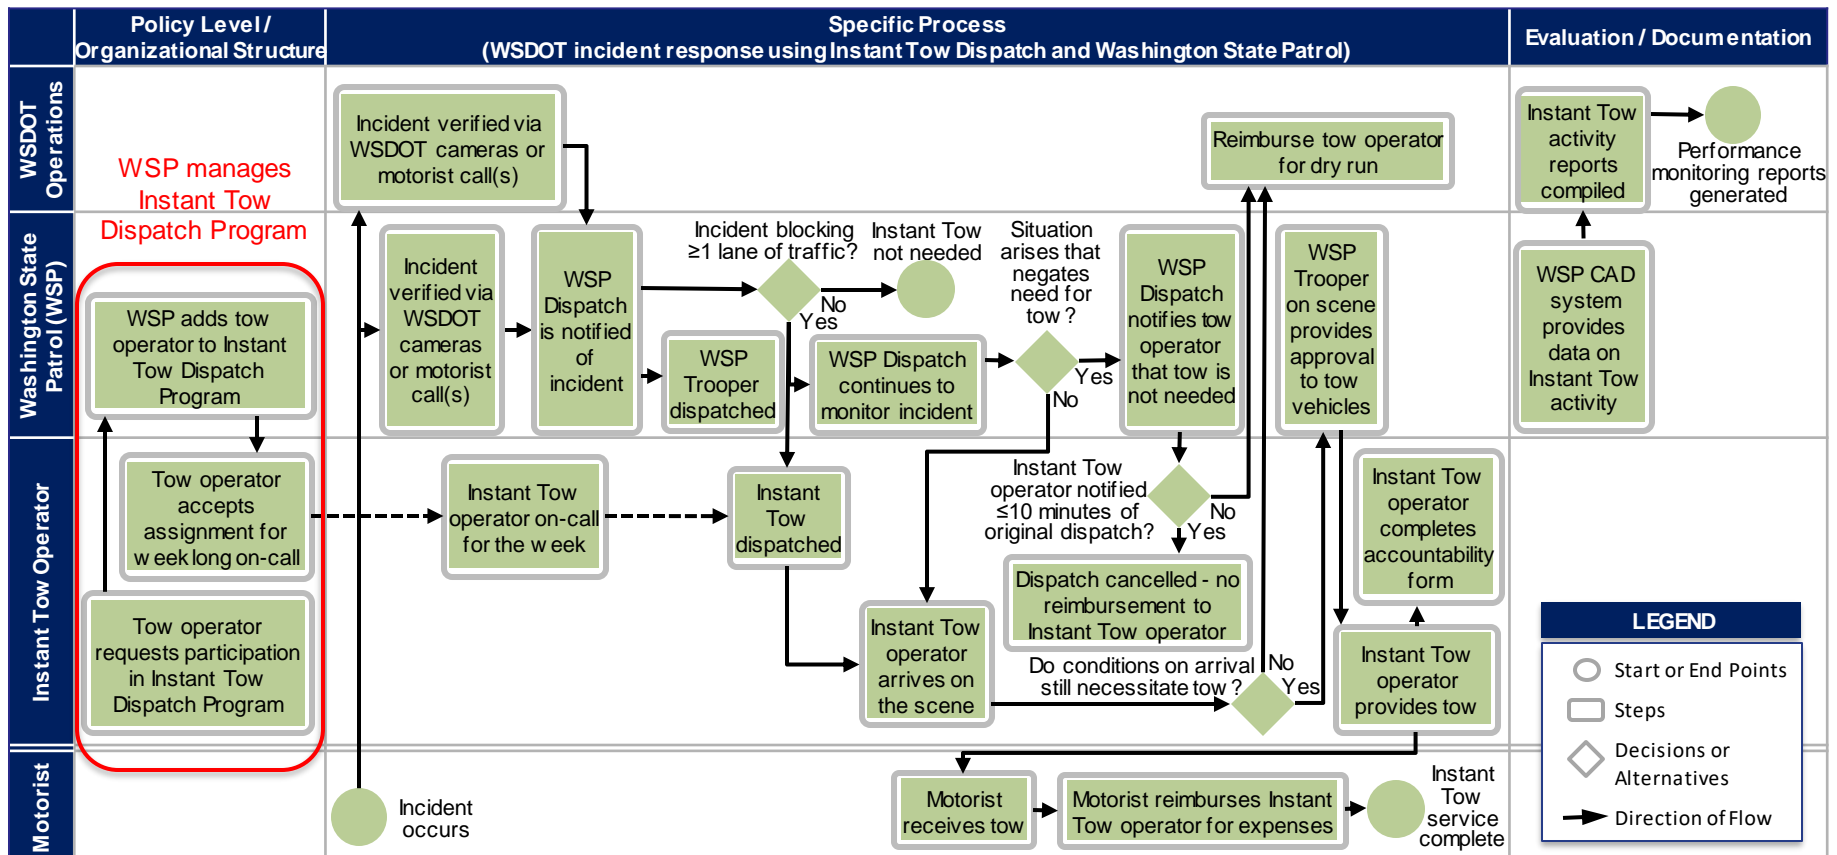 Policy Level /
Organizational Structure
Specific Process
(WSDOT incident response using Instant Tow Dispatch and Washington State Patrol)
Evaluation / Documentation
WSDOT
Operations
Incident verified via
WSDOT cameras or
motorist call(s)
Reimburse tow operator
for dry run
Instant Tow
activity
reports
compiled
Performance
monitoring reports
generated
WSP manages
Instant Tow
Dispatch Program
Washington State
Patrol (WSP)
WSP adds tow
operator to Instant
Tow Dispatch
Program
Incident
verified via
WSDOT
cameras
or motorist
call(s)
WSP
Dispatch
is notified
of
incident
Incident blocking
≥1 lane of traffic?
No
Yes
Instant Tow
not needed
WSP
Trooper
dispatched
WSP Dispatch
continues to
monitor incident
Situation
arises that
negates
need for
tow?
Yes
No
WSP
Dispatch
notifies tow
operator
that tow is
not needed
WSP
Trooper
on scene
provides
approval
to tow
vehicles
WSP CAD
system
provides
data on
Instant Tow
activity
Instant Tow Operator
Tow operator
accepts
assignment for
weeklong on-call
Tow operator
requests participation
in Instant Tow
Dispatch Program
Instant Tow
operator on-call
for the week
Instant
Tow
dispatched
Instant Tow
operator notified
≤10 minutes of
original dispatch?
No
Yes
Dispatch cancelled - no
reimbursement to
Instant Tow operator
Instant Tow
operator
arrives on
the scene
Do conditions on arrival
still necessitate tow?
No
Yes
Instant Tow
operator
completes
accountability
form
Instant Tow
operator
provides tow
Motorist
Incident
occurs
Motorist
receives tow
Motorist reimburses Instant
Tow operator for expenses
Instant
Tow
service
complete
LEGEND
Start or End Points
Steps
Decisions or
Alternatives
Direction of Flow